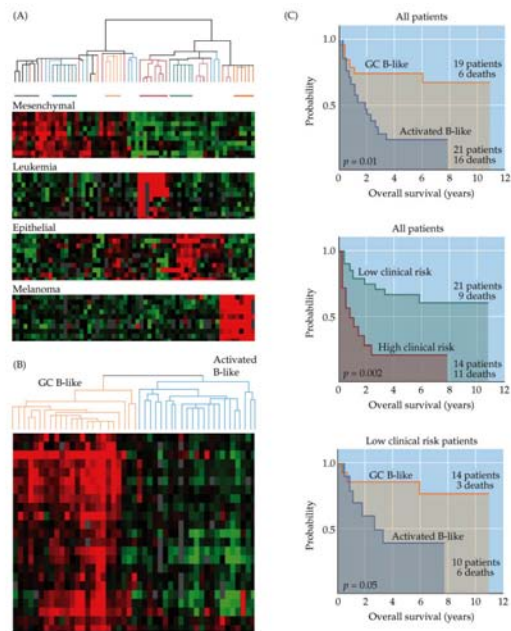 (A)
Mesenchymal
Leukemia
Epithelial
Melanoma
(B)
GC B-like
Activated
B-like
(C)
All patients
Probability
1.0
0.5
GC B-like
19 patients
6 deaths
Activated B-like
21 patients
16 deaths
p = 0.01
0 2 4 6 8 10 12
Overall survival (years)
All patients
Probability
1.0
0.5
Low clinical risk
21 patients
9 deaths
High clinical risk
14 patients
11 deaths
p = 0.002
0 2 4 6 8 10 12
Overall survival (years)
Low clinical risk patients
Probability
1.0
0.5
GC B-like
14 patients
3 deaths
Activated B-like
10 patients
6 deaths
p = 0.05
0 2 4 6 8 10 12
Overall survival (years)